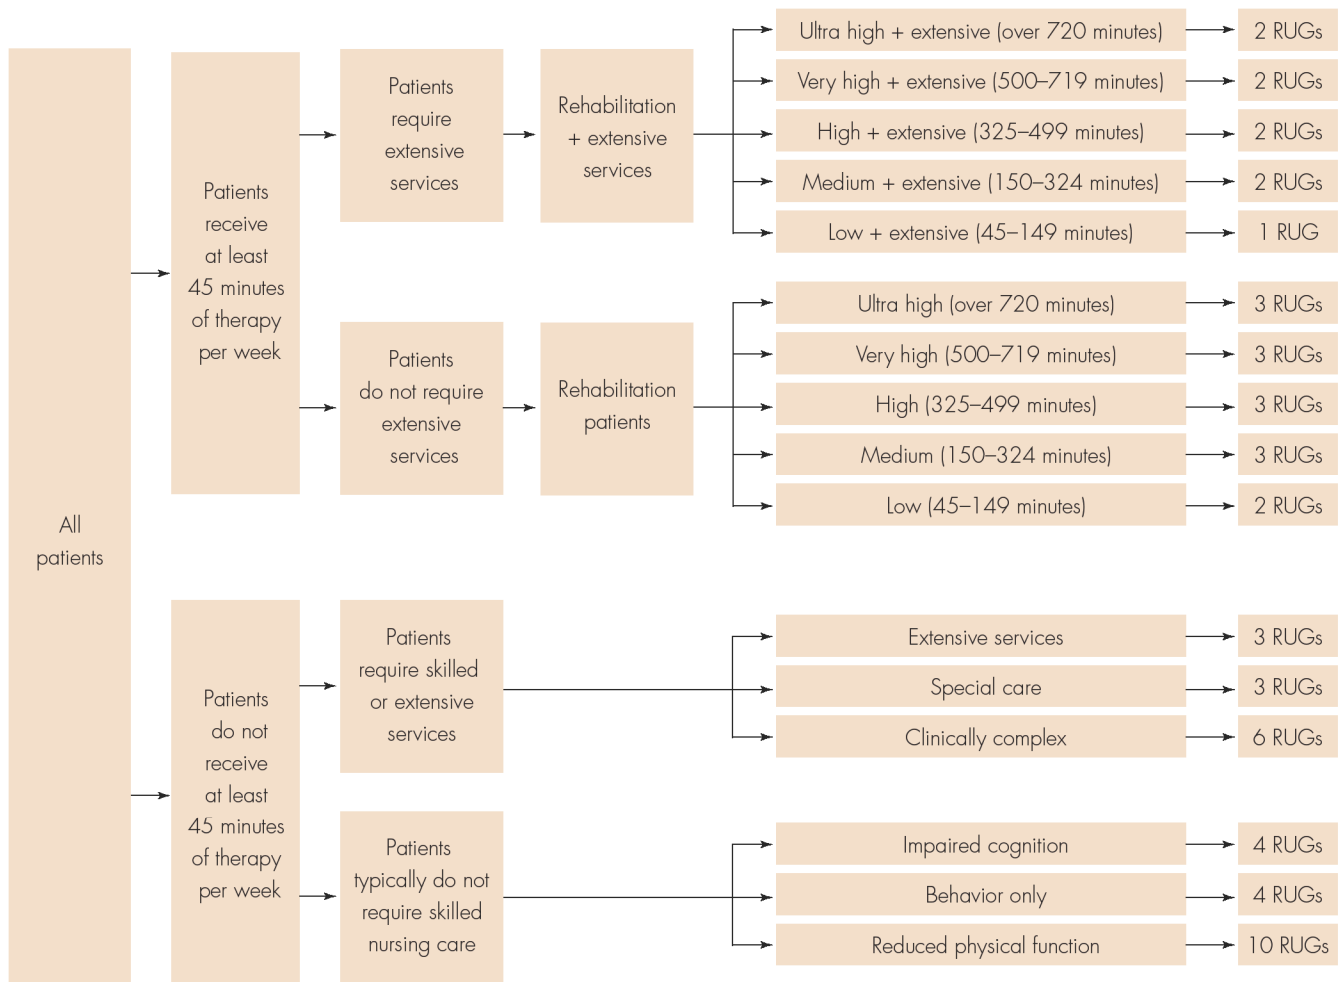 All
patients
Patients
receive
at least
45 minutes
of therapy
per week
Patients
require
extensive
services
Rehabilitation
+ extensive
services
Ultra high + extensive (over 720 minutes)
2 RUGs
Very high + extensive (500–719 minutes)
2 RUGs
High + extensive (325–499 minutes)
2 RUGs
Medium + extensive (150–324 minutes)
2 RUGs
Low + extensive (45–149 minutes)
1 RUG
Patients
do not require
extensive
services
Rehabilitation
patients
Ultra high (over 720 minutes)
3 RUGs
Very high (500–719 minutes)
3 RUGs
High (325–499 minutes)
3 RUGs
Medium (150–324 minutes)
3 RUGs
Low (45–149 minutes)
2 RUGs
Patients
do not
receive
at least
45 minutes
of therapy
per week
Patients
require skilled
or extensive
services
Extensive services
3 RUGs
Special care
3 RUGs
Clinically complex
6 RUGs
Patients
typically do not
require skilled
nursing care
Impaired cognition
4 RUGs
Behavior only
4 RUGs
Reduced physical function
10 RUGs